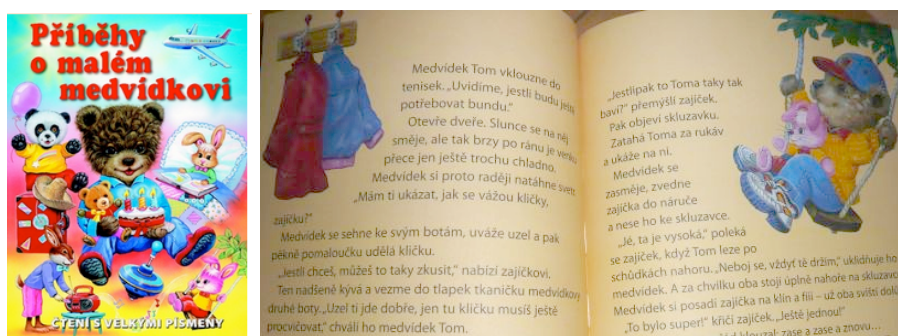 Příběhy
o malém
medvídkovi
ČTENÍ S VELKÝMI PÍSMENY
Medvídek Tom vklouzne do
tenisek. „Uvidíme, jestli budu ještě
potřebovat bundu.“
Otevře dveře. Slunce se na něj
směje, ale tak brzy po ránu je venku
přece jen ještě trochu chladno.
Medvídek si proto raději natáhne svetr.
„Mám ti ukázat, jak se vážou kličky,
zajíčku?“
Medvídek se sehne ke svým botám, uváže uzel a pak
pěkně pomaloučku udělá kličku.
„Jestli chceš, můžeš to taky zkusit,“ nabízí zajíčkovi.
Ten nadšeně kývá a vezme do tlapek tkaničku medvídkovy
druhé boty. „Uzel ti jde dobře, jen tu kličku musíš ještě
procvičovat,“ chválí ho medvídek Tom.
„Jestlipak to Toma taky tak
baví?“ přemýšlí zajíček.
Pak objeví skluzavku.
Zatahá Toma za rukáv
a ukáže na ni.
Medvídek se
zasměje, zvedne
zajíčka do náruče
a nese ho ke skluzavce.
„Jé, ta je vysoká,“ poleká
se zajíček, když Tom leze po
schůdkách nahoru. „Neboj se, vždyť tě držím,“ uklidňuje ho
medvídek. A za chvilku oba stojí úplně nahoře na skluzavce.
Medvídek si posadí zajíčka na klín a fíííí – už oba sviští dolů.
„To bylo super!“ křičí zajíček. „Ještě jednou!“
klouzal: zase a zase a znovu